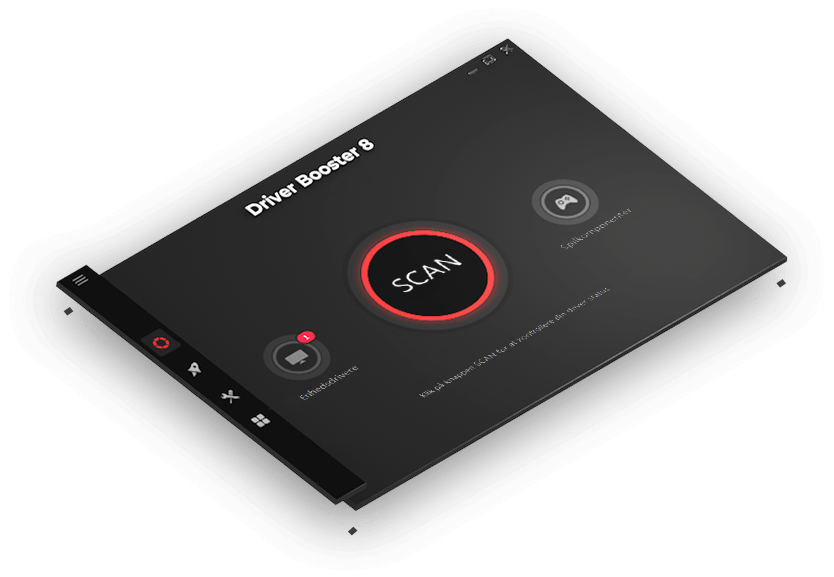 Driver Booster 8
SCAN
1
Enhedsdrivere
Spilkomponenter
Klik på knappen SCAN for at kontrollere din driver status